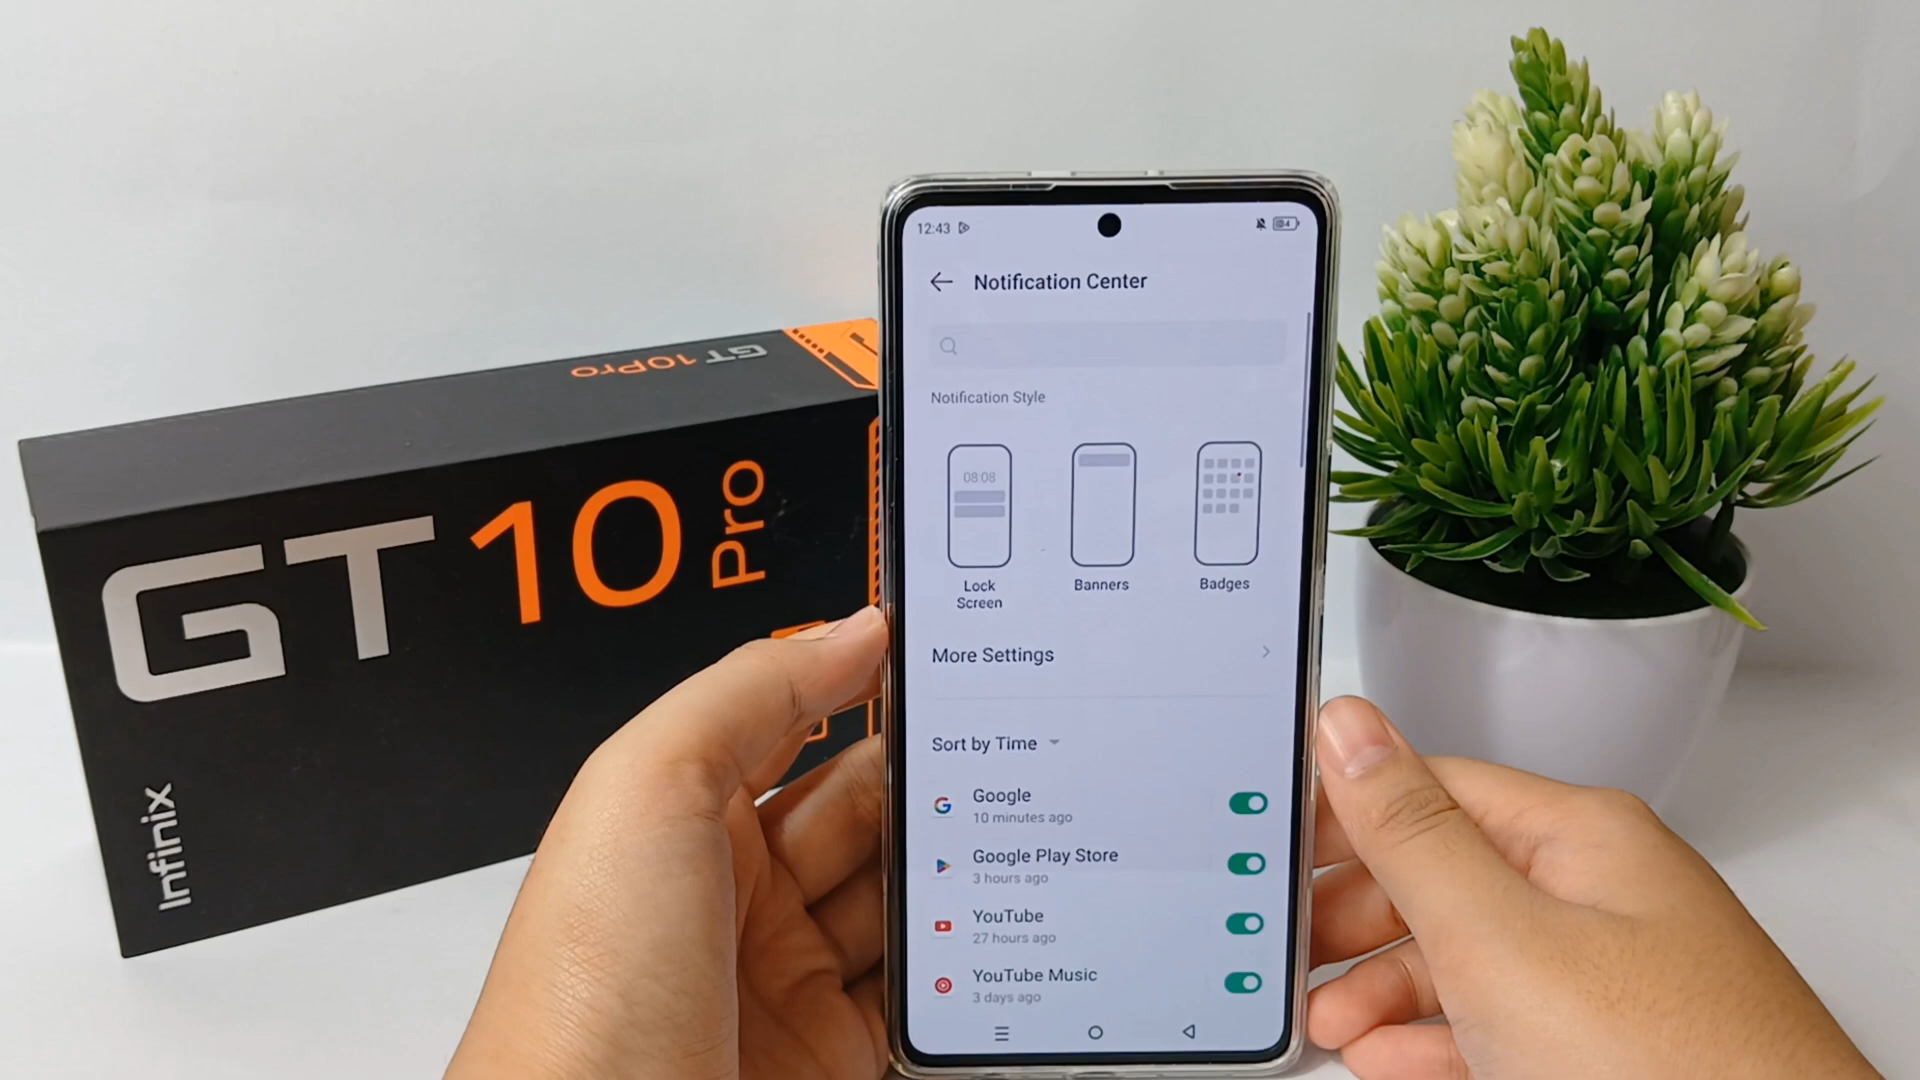 GT 10Pro
GT 10 Pro
Infinix
12:43
Notification Center
Notification Style
08:08
Lock
Screen
Banners
Badges
More Settings
Sort by Time
Google
10 minutes ago
Google Play Store
3 hours ago
YouTube
27 hours ago
YouTube Music
3 days ago